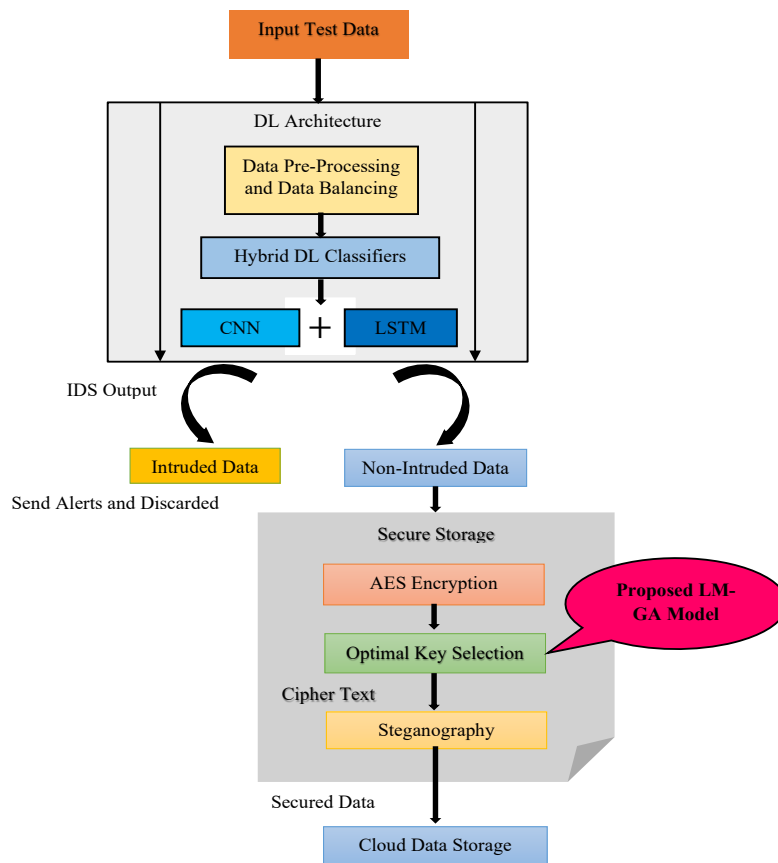 Input Test Data
DL Architecture
Data Pre-Processing
and Data Balancing
Hybrid DL Classifiers
CNN
+
LSTM
IDS Output
Intruded Data
Non-Intruded Data
Send Alerts and Discarded
Secure Storage
AES Encryption
Proposed LM-
GA Model
Optimal Key Selection
Cipher Text
Steganography
Secured Data
Cloud Data Storage